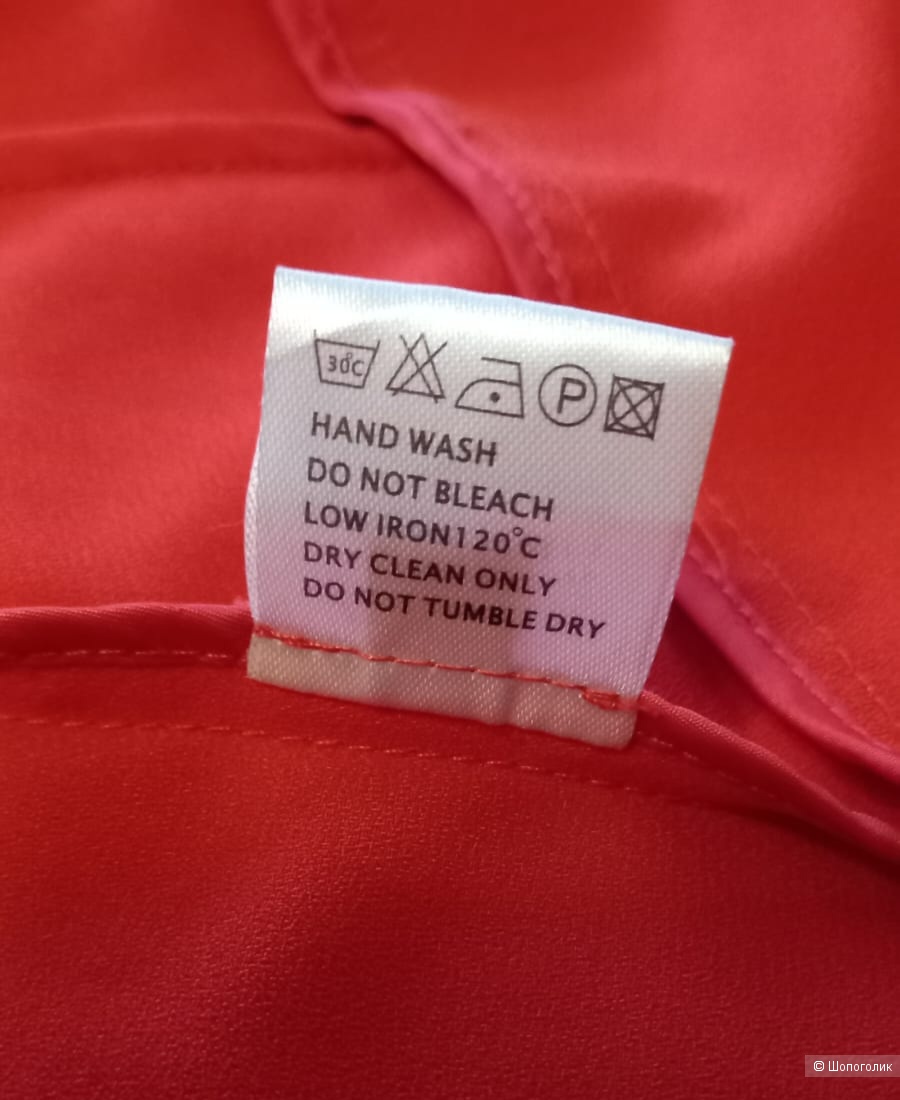 30°C
P
HAND WASH
DO NOT BLEACH
LOW IRON120°C
DRY CLEAN ONLY
DO NOT TUMBLE DRY
© Шопоголик